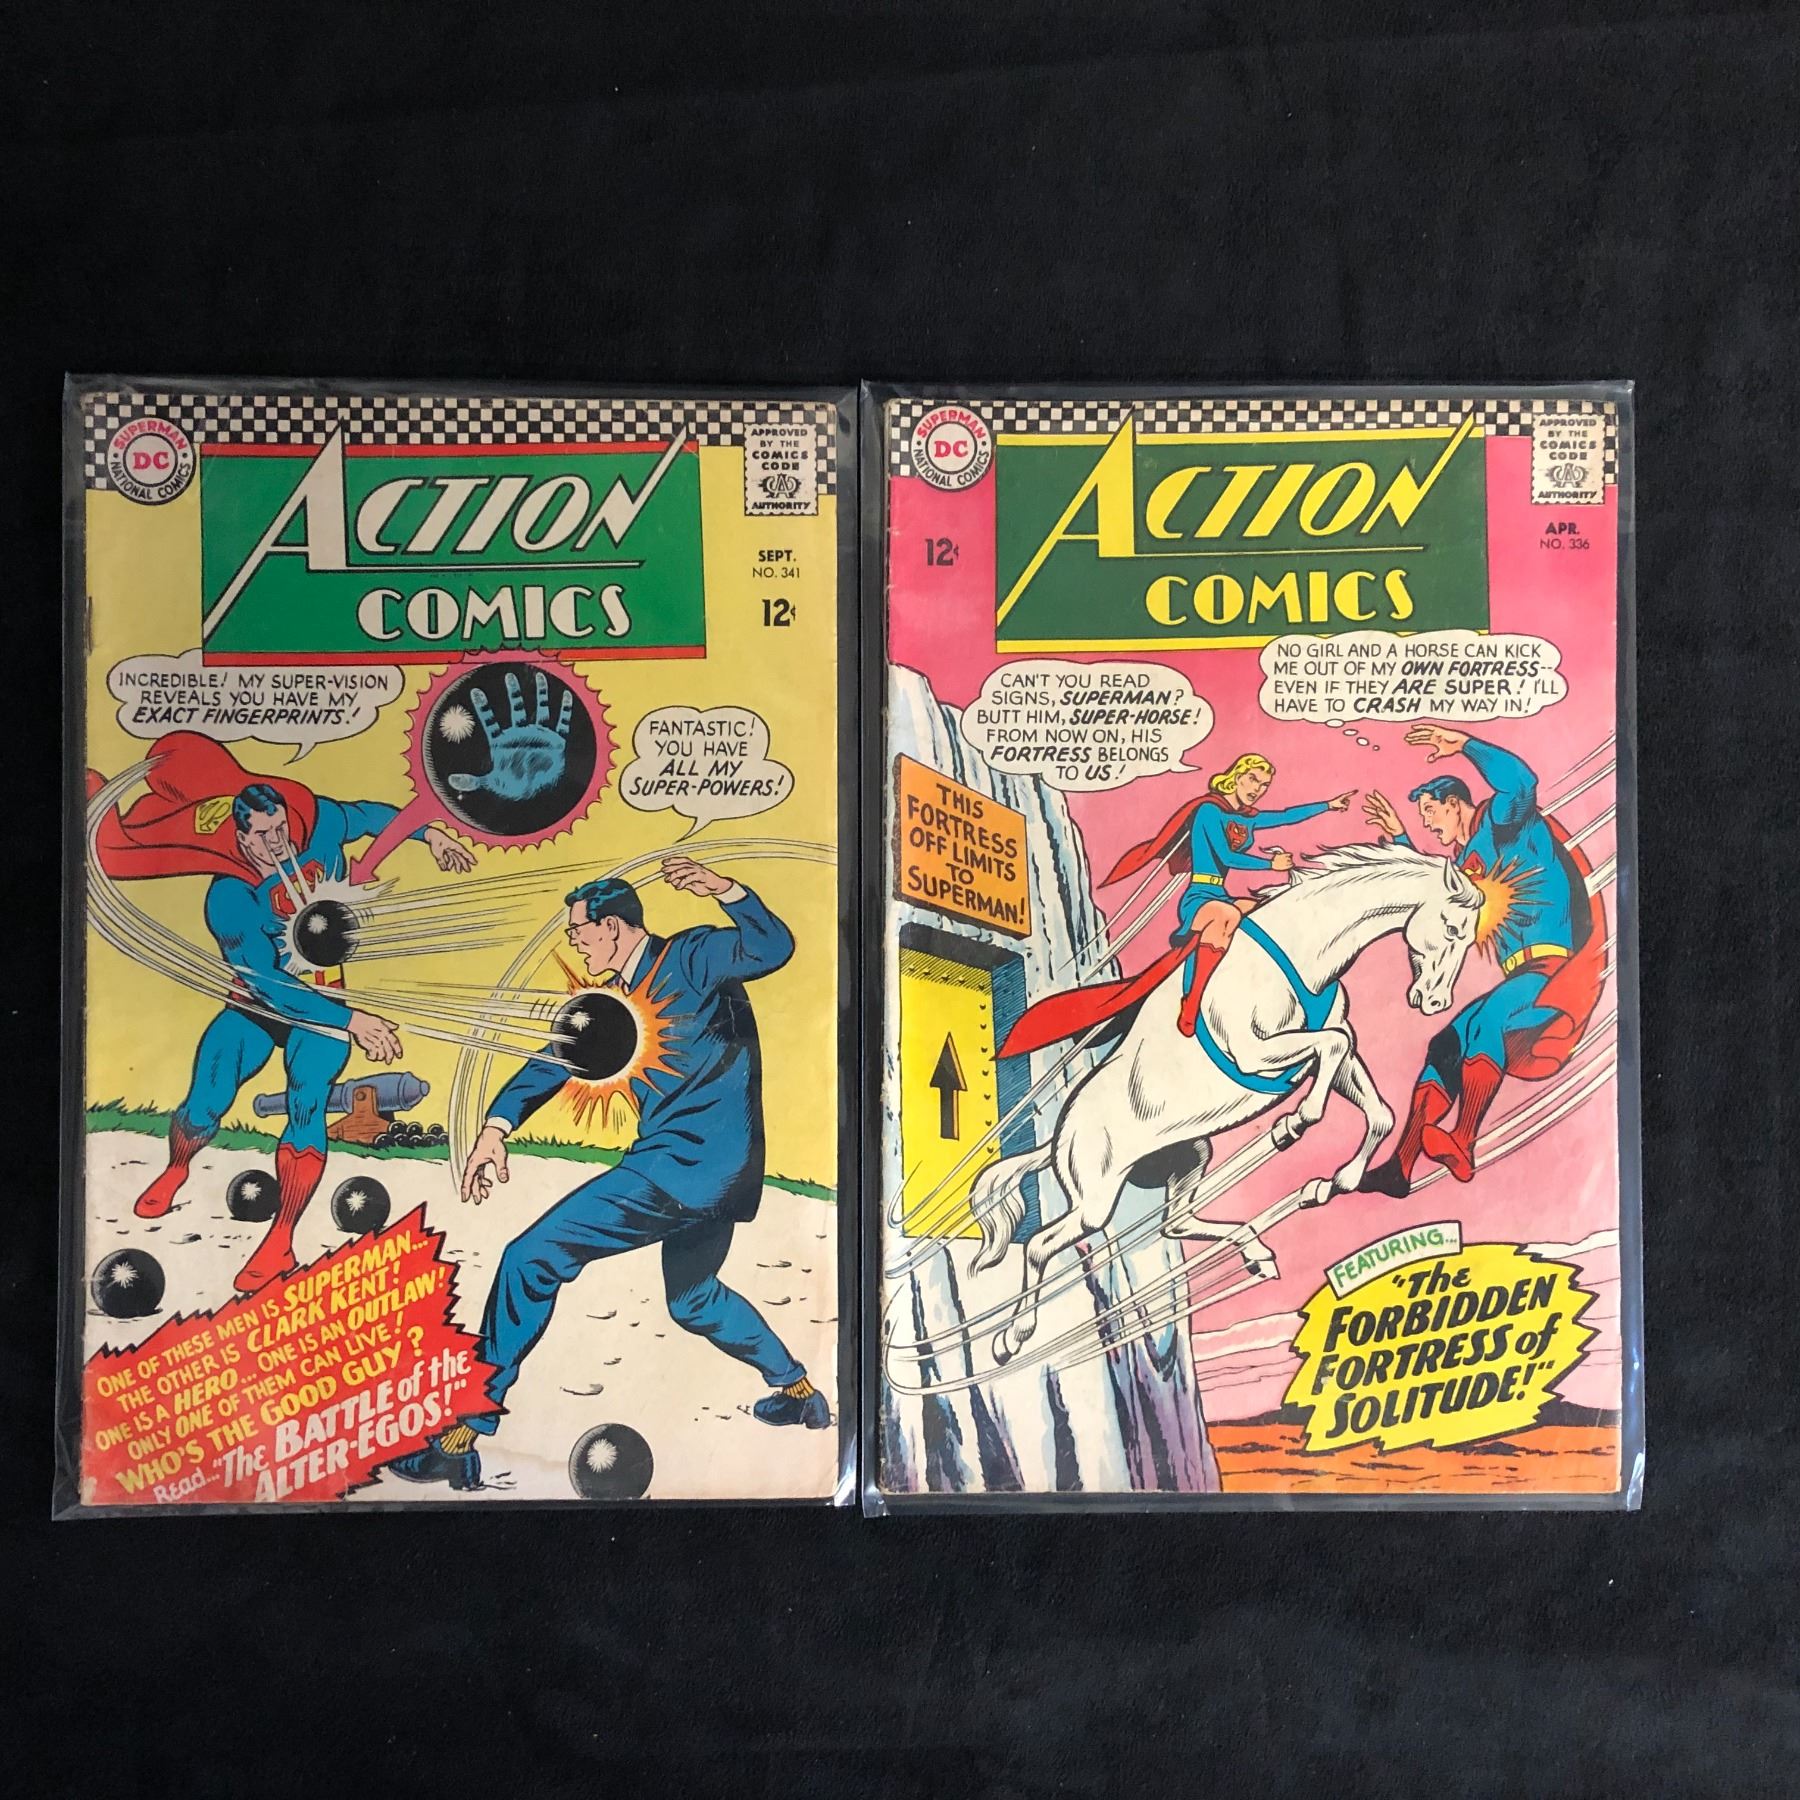 SUPERMAN
DC
NATIONAL COMICS
ACTION
COMICS
APPROVED
BY THE
COMICS
CODE
CA
AUTHORITY
SEPT.
NO. 341
12¢
INCREDIBLE! MY SUPER-VISION
REVEALS YOU HAVE MY
EXACT FINGERPRINTS!
FANTASTIC!
YOU HAVE
ALL MY
SUPER-POWERS!
ONE OF THESE MEN IS SUPERMAN...
THE OTHER IS CLARK KENT!
ONE IS A HERO... ONE IS AN OUTLAW!
ONLY ONE OF THEM CAN LIVE!
WHO'S THE GOOD GUY?
Read... "The BATTLE of the
ALTER-EGOS!"
SUPERMAN
DC
NATIONAL COMICS
ACTION
COMICS
12¢
APPROVED
BY THE
COMICS
CODE
CA
AUTHORITY
APR.
NO. 336
CAN'T YOU READ
SIGNS, SUPERMAN?
BUTT HIM, SUPER-HORSE!
FROM NOW ON, HIS
FORTRESS BELONGS
TO US!
NO GIRL AND A HORSE CAN KICK
ME OUT OF MY OWN FORTRESS--
EVEN IF THEY ARE SUPER! I'LL
HAVE TO CRASH MY WAY IN!
THIS
FORTRESS
OFF LIMITS
TO
SUPERMAN!
FEATURING...
"The
FORBIDDEN
FORTRESS of
SOLITUDE!"